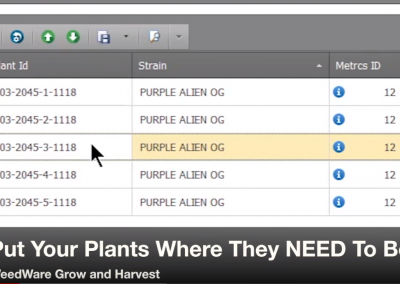 ant Id Strain Metrcs ID
03-2045-1-1118 PURPLE ALIEN OG 12
03-2045-2-1118 PURPLE ALIEN OG 12
03-2045-3-1118 PURPLE ALIEN OG 12
03-2045-4-1118 PURPLE ALIEN OG 12
03-2045-5-1118 PURPLE ALIEN OG 12
Put Your Plants Where They NEED To Be
WeedWare Grow and Harvest